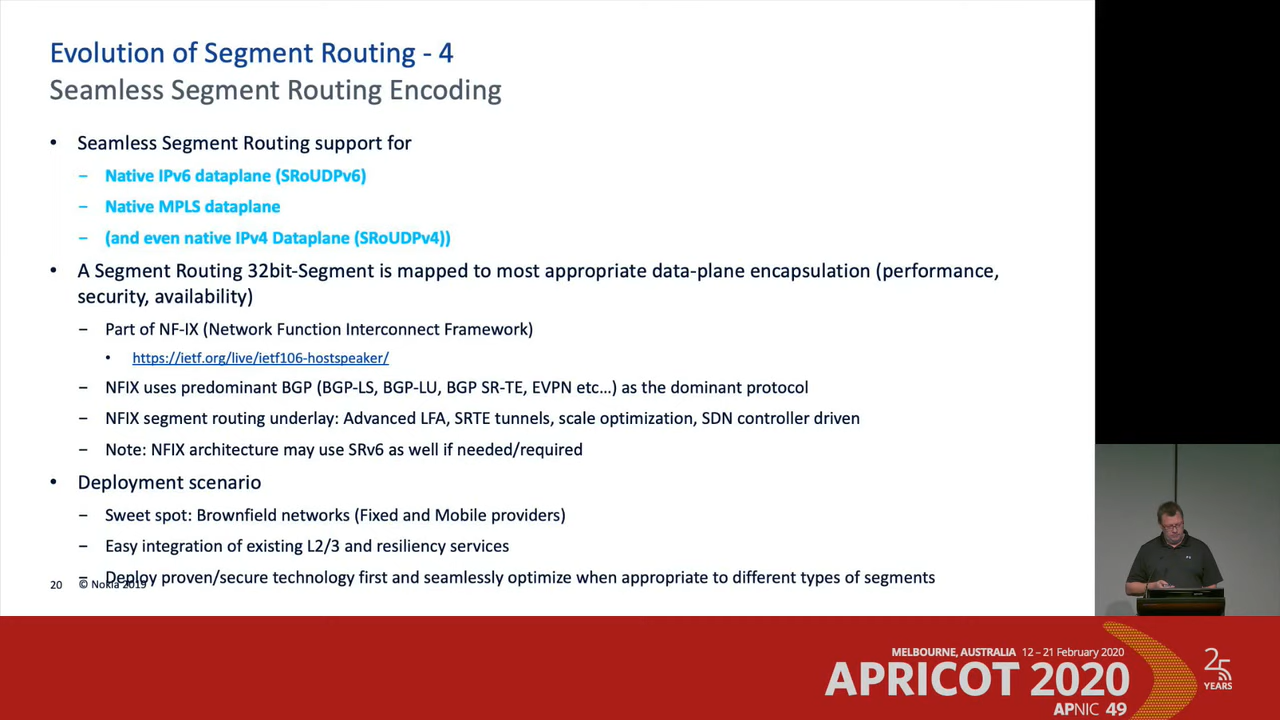 Evolution of Segment Routing - 4
Seamless Segment Routing Encoding
• Seamless Segment Routing support for
– Native IPv6 dataplane (SRoUDPv6)
– Native MPLS dataplane
– (and even native IPv4 Dataplane (SRoUDPv4))
• A Segment Routing 32bit-Segment is mapped to most appropriate data-plane encapsulation (performance,
security, availability)
– Part of NF-IX (Network Function Interconnect Framework)
• https://ietf.org/live/ietf106-hostspeaker/
– NFIX uses predominant BGP (BGP-LS, BGP-LU, BGP SR-TE, EVPN etc...) as the dominant protocol
– NFIX segment routing underlay: Advanced LFA, SRTE tunnels, scale optimization, SDN controller driven
– Note: NFIX architecture may use SRv6 as well if needed/required
• Deployment scenario
– Sweet spot: Brownfield networks (Fixed and Mobile providers)
– Easy integration of existing L2/3 and resiliency services
– Deploy proven/secure technology first and seamlessly optimize when appropriate to different types of segments
20 © Nokia 2019
MELBOURNE, AUSTRALIA 12 – 21 February 2020
APRICOT 2020
APNIC 49
25
YEARS